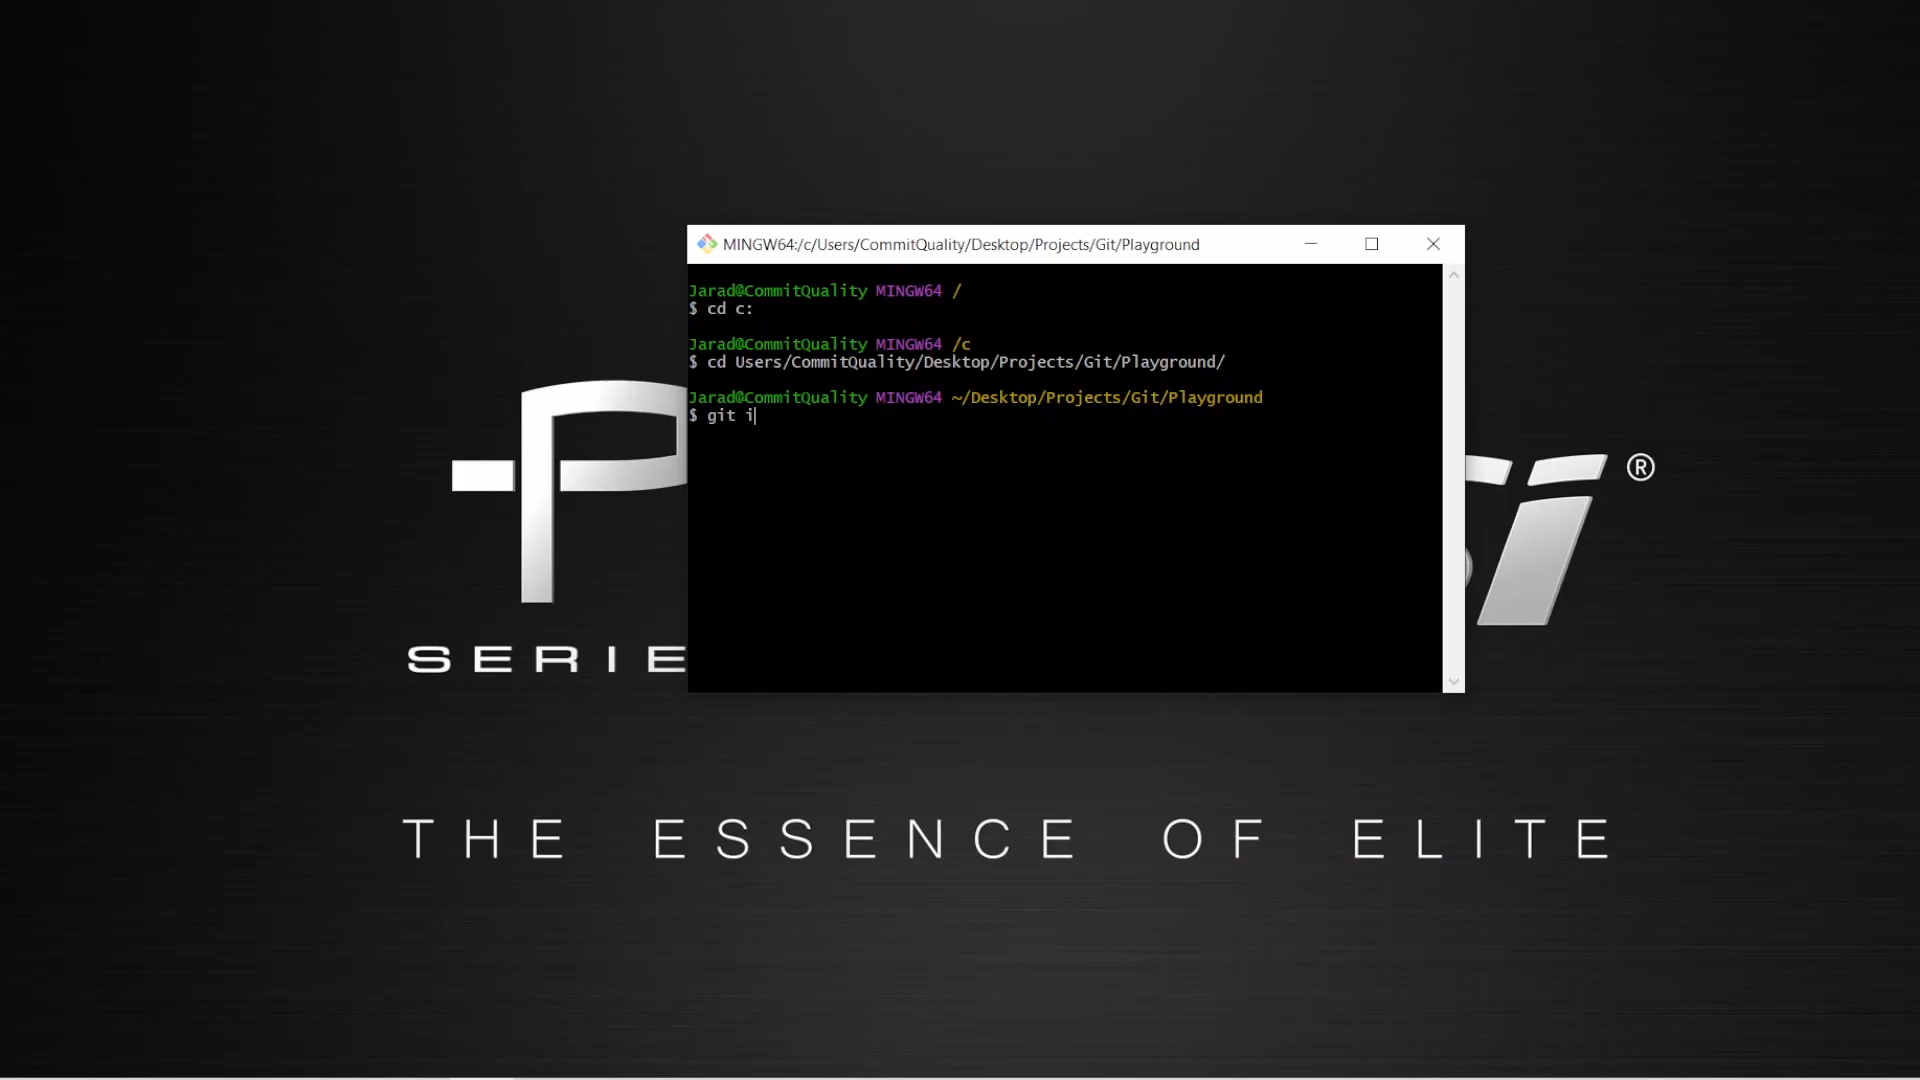 MINGW64:/c/Users/CommitQuality/Desktop/Projects/Git/Playground
Jarad@CommitQuality MINGW64 /
$ cd c:
Jarad@CommitQuality MINGW64 /c
$ cd Users/CommitQuality/Desktop/Projects/Git/Playground/
Jarad@CommitQuality MINGW64 ~/Desktop/Projects/Git/Playground
$ git i
®
SERIE
THE ESSENCE OF ELITE